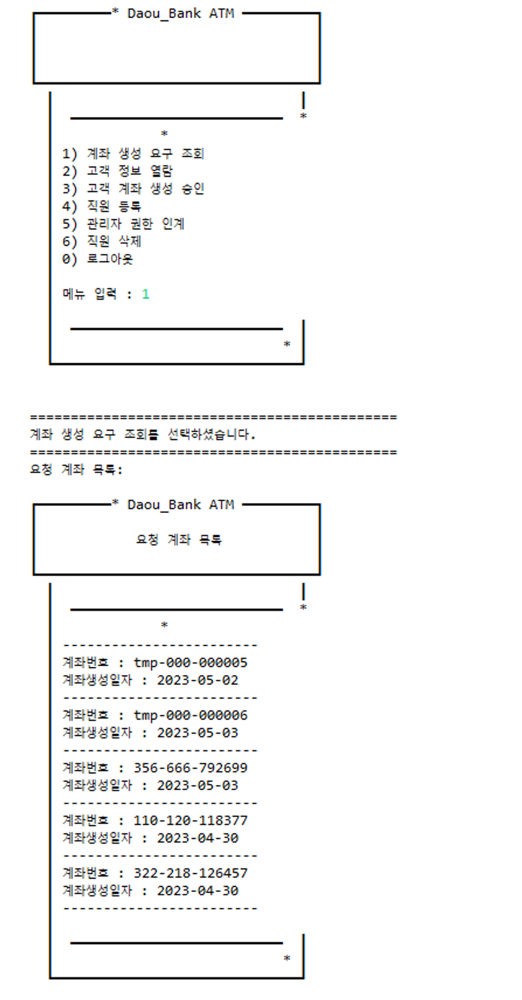 * Daou_Bank ATM
*
*
1) 계좌 생성 요구 조회
2) 고객 정보 열람
3) 고객 계좌 생성 승인
4) 직원 등록
5) 관리자 권한 인계
6) 직원 삭제
0) 로그아웃
메뉴 입력 : 1
*
=============================================
계좌 생성 요구 조회를 선택하셨습니다.
=============================================
요청 계좌 목록:
* Daou_Bank ATM
요청 계좌 목록
*
*
------------------------
계좌번호 : tmp-000-000005
계좌생성일자 : 2023-05-02
------------------------
계좌번호 : tmp-000-000006
계좌생성일자 : 2023-05-03
------------------------
계좌번호 : 356-666-792699
계좌생성일자 : 2023-05-03
------------------------
계좌번호 : 110-120-118377
계좌생성일자 : 2023-04-30
------------------------
계좌번호 : 322-218-126457
계좌생성일자 : 2023-04-30
------------------------
*